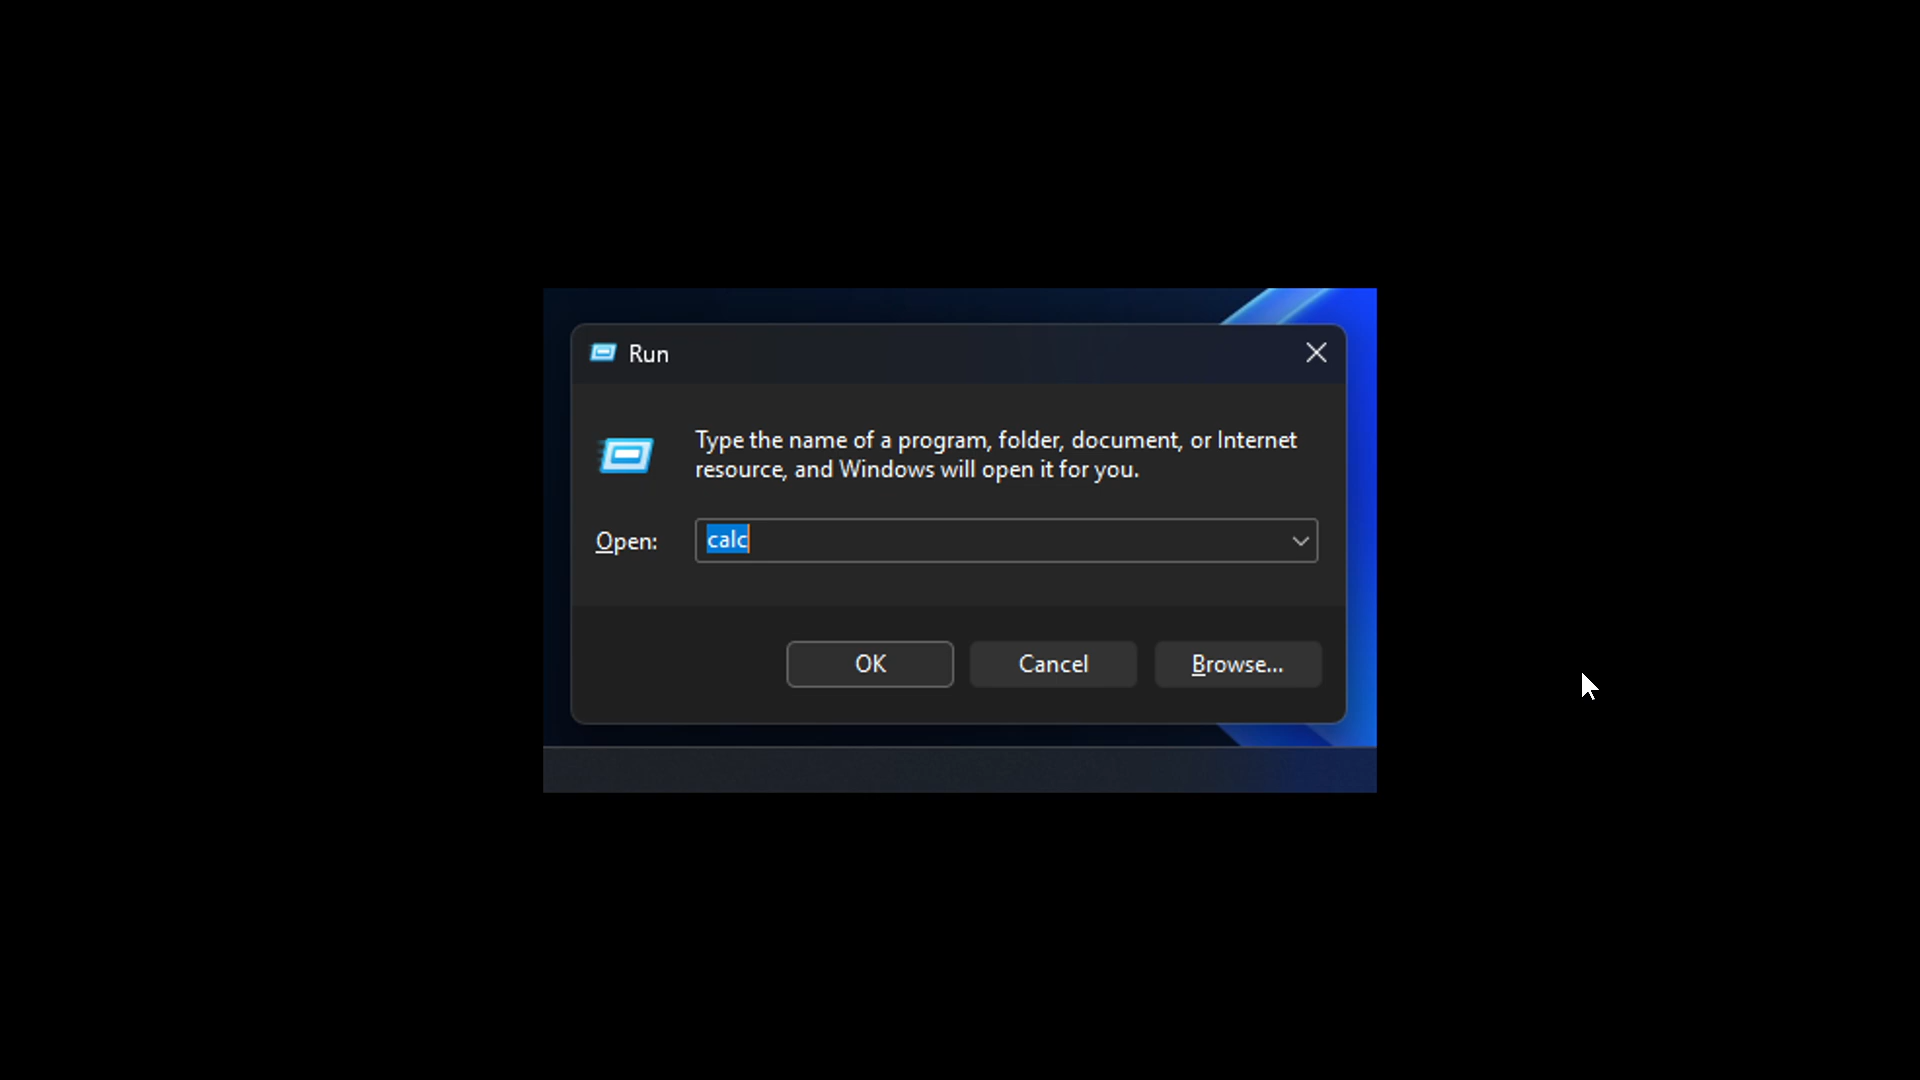 Run
Type the name of a program, folder, document, or Internet
resource, and Windows will open it for you.
Open: calc
OK Cancel Browse...